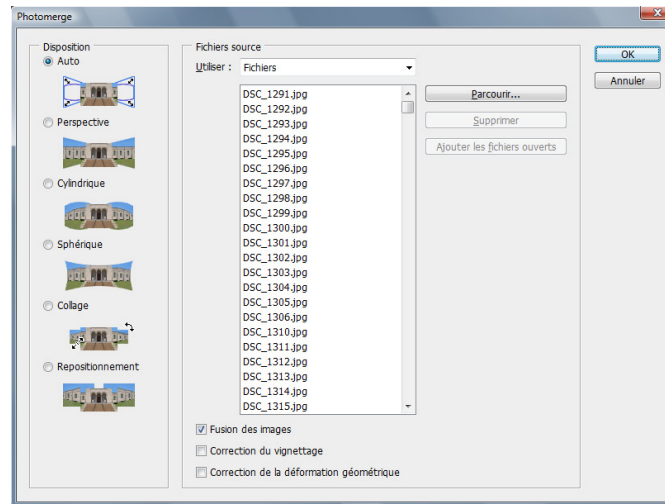 Photomerge
Disposition
Auto
Perspective
Cylindrique
Sphérique
Collage
Repositionnement
Fichiers source
Utiliser : Fichiers
DSC_1291.jpg
DSC_1292.jpg
DSC_1293.jpg
DSC_1294.jpg
DSC_1295.jpg
DSC_1296.jpg
DSC_1297.jpg
DSC_1298.jpg
DSC_1299.jpg
DSC_1300.jpg
DSC_1301.jpg
DSC_1302.jpg
DSC_1303.jpg
DSC_1304.jpg
DSC_1305.jpg
DSC_1306.jpg
DSC_1310.jpg
DSC_1311.jpg
DSC_1312.jpg
DSC_1313.jpg
DSC_1314.jpg
DSC_1315.jpg
Parcourir...
Supprimer
Ajouter les fichiers ouverts
Fusion des images
Correction du vignettage
Correction de la déformation géométrique
OK
Annuler